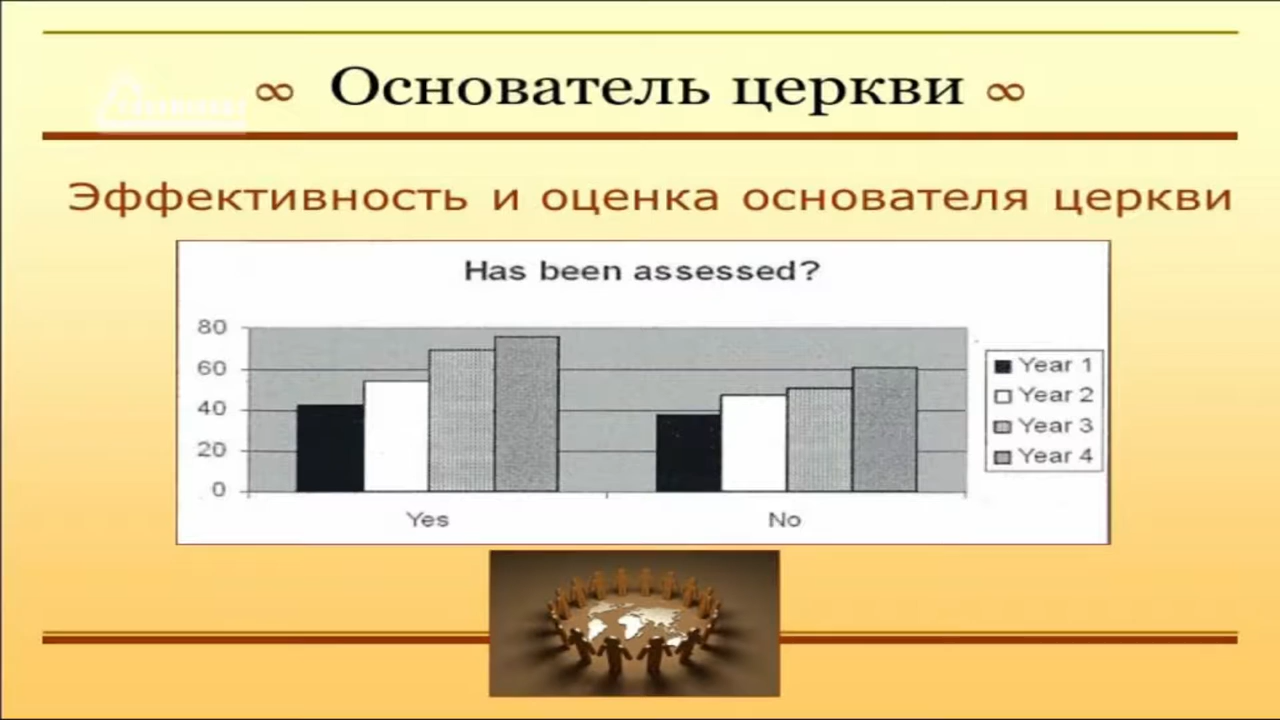 ∞ Основатель церкви ∞
Эффективность и оценка основателя церкви
Has been assessed?
80
60
40
20
0
Yes No
Year 1
Year 2
Year 3
Year 4